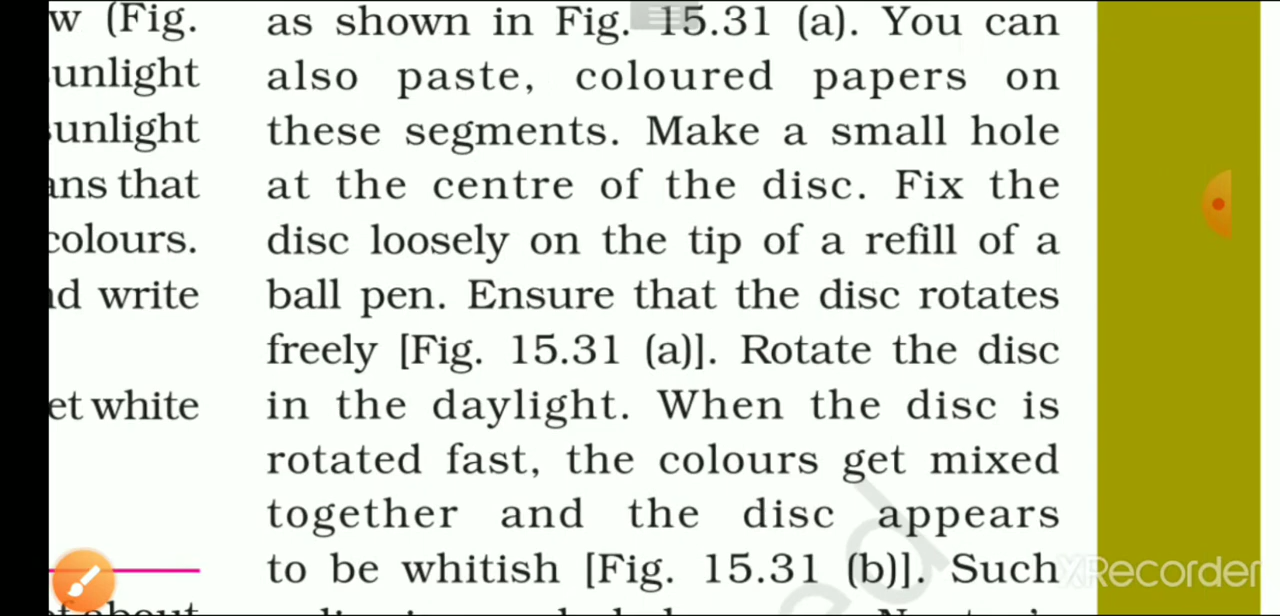 w (Fig.
unlight
unlight
ans that
colours.
d write
et white
as shown in Fig. 15.31 (a). You can
also paste, coloured papers on
these segments. Make a small hole
at the centre of the disc. Fix the
disc loosely on the tip of a refill of a
ball pen. Ensure that the disc rotates
freely [Fig. 15.31 (a)]. Rotate the disc
in the daylight. When the disc is
rotated fast, the colours get mixed
together and the disc appears
to be whitish [Fig. 15.31 (b)]. Such
XRecorder